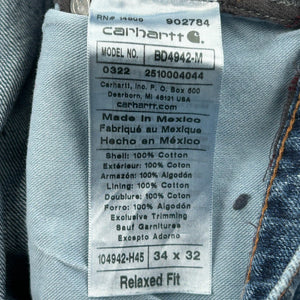 RN# 14806 902784
carhartt
MODEL NO. BD4942-M
0322 2510004044
Carhartt, Inc. P.O. Box 600
Dearborn, MI 48121 USA
carhartt.com
Made in Mexico
Fabriqué au Mexique
Hecho en México
Shell: 100% Cotton
Extérieur: 100% Coton
Armazón: 100% Algodón
Lining: 100% Cotton
Doublure: 100% Coton
Forro: 100% Algodón
Exclusive Trimming
Sauf Garnitures
Excepto Adorno
104942-H45 34 x 32
Relaxed Fit